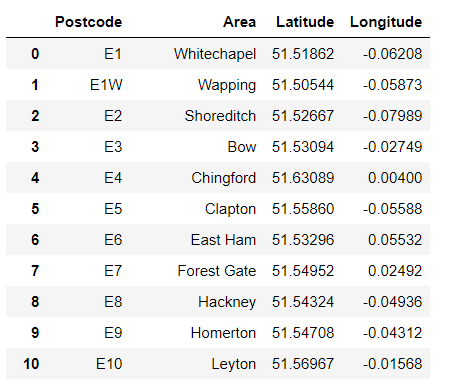 Postcode Area Latitude Longitude
0 E1 Whitechapel 51.51862 -0.06208
1 E1W Wapping 51.50544 -0.05873
2 E2 Shoreditch 51.52667 -0.07989
3 E3 Bow 51.53094 -0.02749
4 E4 Chingford 51.63089 0.00400
5 E5 Clapton 51.55860 -0.05588
6 E6 East Ham 51.53296 0.05532
7 E7 Forest Gate 51.54952 0.02492
8 E8 Hackney 51.54324 -0.04936
9 E9 Homerton 51.54708 -0.04312
10 E10 Leyton 51.56967 -0.01568